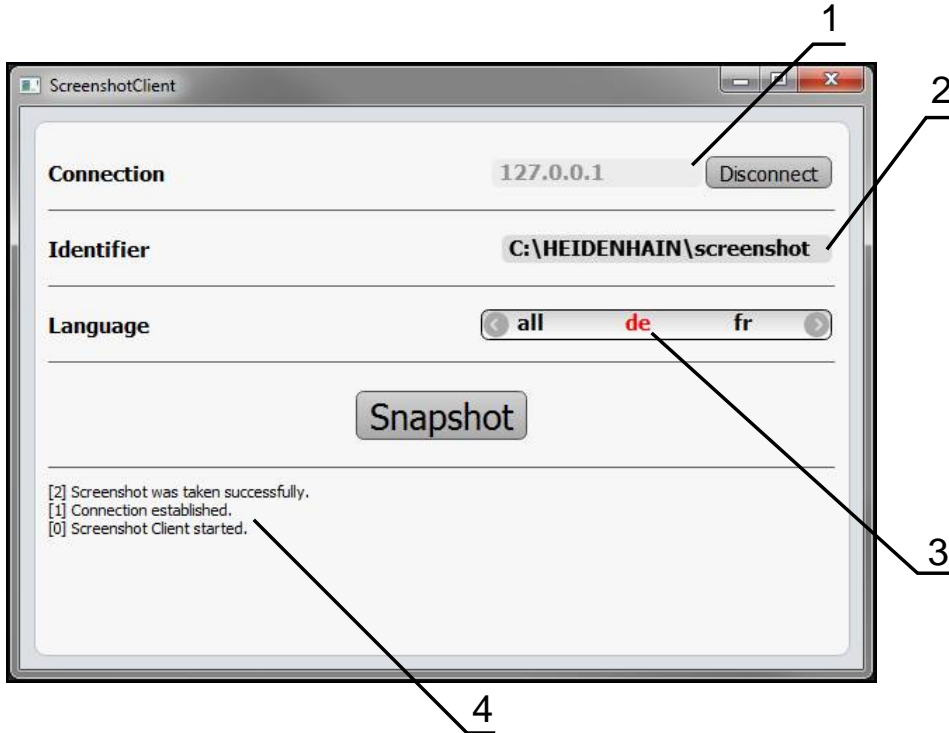 1
ScreenshotClient
2
Connection 127.0.0.1 Disconnect
Identifier C:\HEIDENHAIN\screenshot
Language all de fr
Snapshot
[2] Screenshot was taken successfully.
[1] Connection established.
[0] Screenshot Client started.
3
4